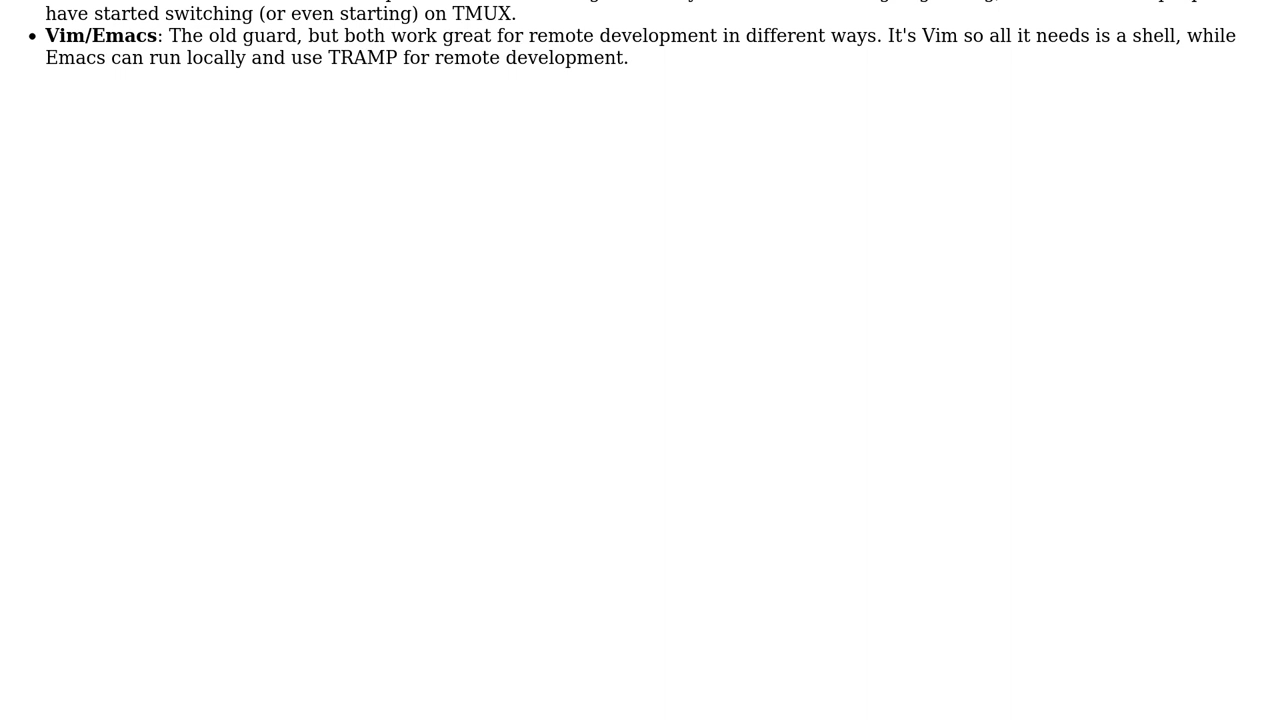 have started switching (or even starting) on TMUX.
• Vim/Emacs: The old guard, but both work great for remote development in different ways. It's Vim so all it needs is a shell, while
Emacs can run locally and use TRAMP for remote development.